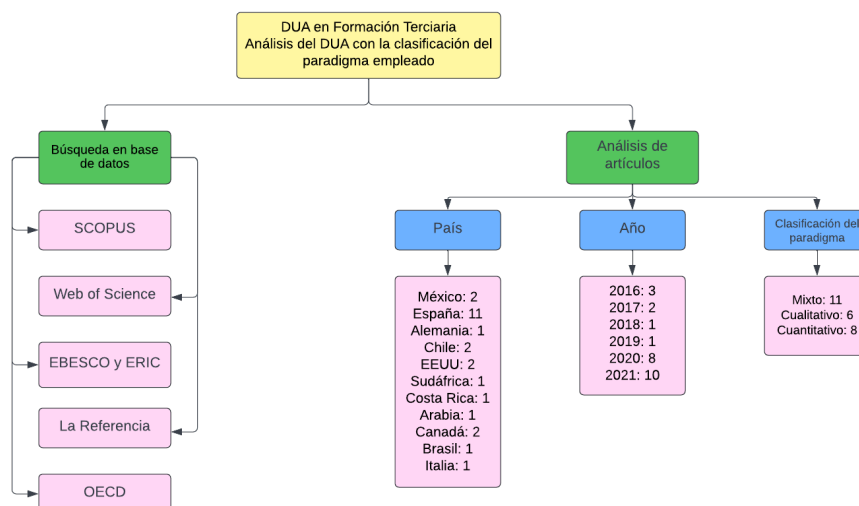 DUA en Formación Terciaria
Análisis del DUA con la clasificación del
paradigma empleado
Búsqueda en base
de datos
SCOPUS
Web of Science
EBESCO y ERIC
La Referencia
OECD
Análisis de
artículos
País
México: 2
España: 11
Alemania: 1
Chile: 2
EEUU: 2
Sudáfrica: 1
Costa Rica: 1
Arabia: 1
Canadá: 2
Brasil: 1
Italia: 1
Año
2016: 3
2017: 2
2018: 1
2019: 1
2020: 8
2021: 10
Clasificación del
paradigma
Mixto: 11
Cualitativo: 6
Cuantitativo: 8